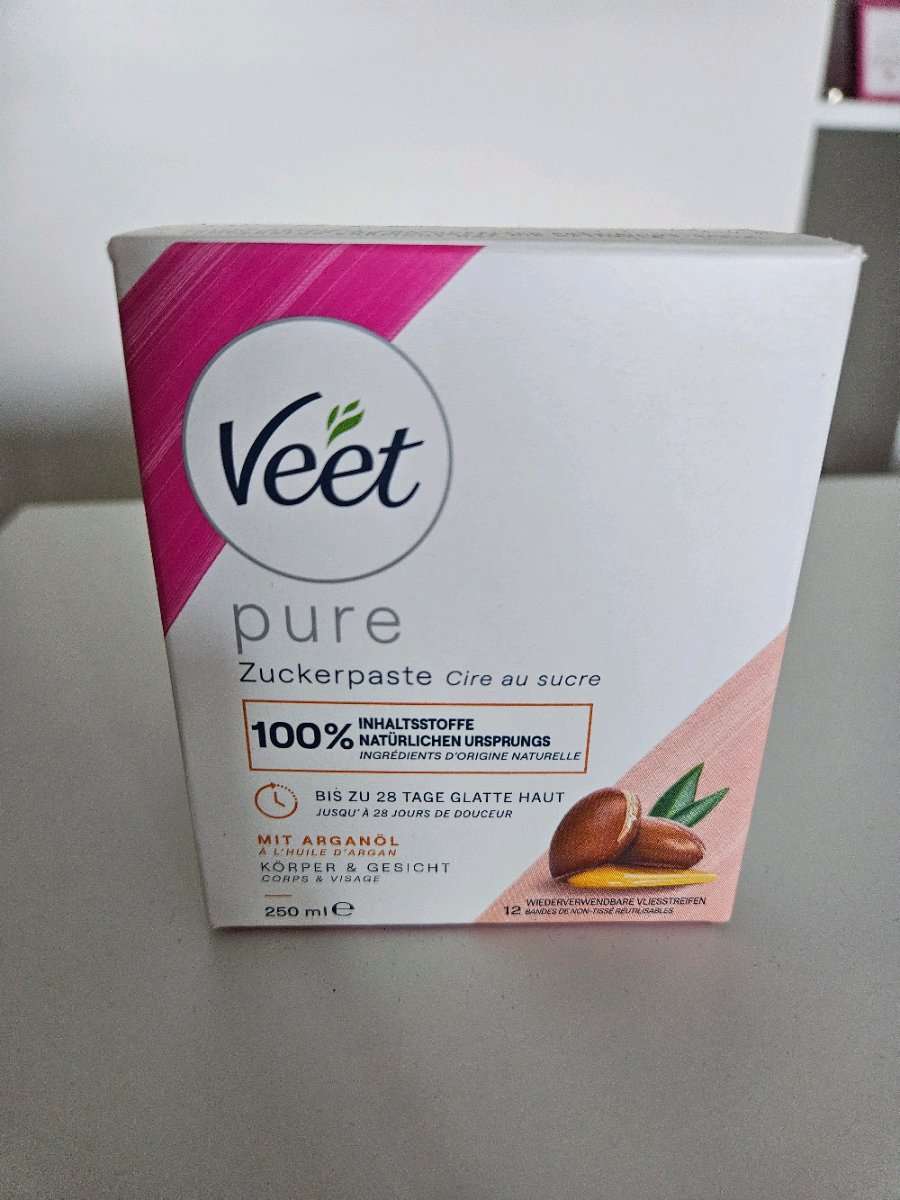 Veet
pure
Zuckerpaste Cire au sucre
100% INHALTSSTOFFE
NATÜRLICHEN URSPRUNGS
INGRÉDIENTS D'ORIGINE NATURELLE
BIS ZU 28 TAGE GLATTE HAUT
JUSQU'À 28 JOURS DE DOUCEUR
MIT ARGANÖL
À L'HUILE D'ARGAN
KÖRPER & GESICHT
CORPS & VISAGE
250 ml e
12 WIEDERVERWENDBARE VLIESSTREIFEN
BANDES DE NON-TISSÉ RÉUTILISABLES